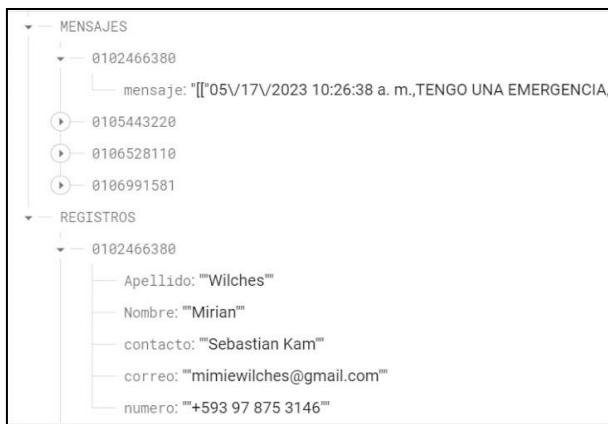 MENSAJES
0102466380
mensaje: "[["05\/17\/2023 10:26:38 a. m.,TENGO UNA EMERGENCIA,
0105443220
0106528110
0106991581
REGISTROS
0102466380
Apellido: ""Wilches""
Nombre: ""Mirian""
contacto: ""Sebastian Kam""
correo: ""mimiewilches@gmail.com""
numero: ""+593 97 875 3146""